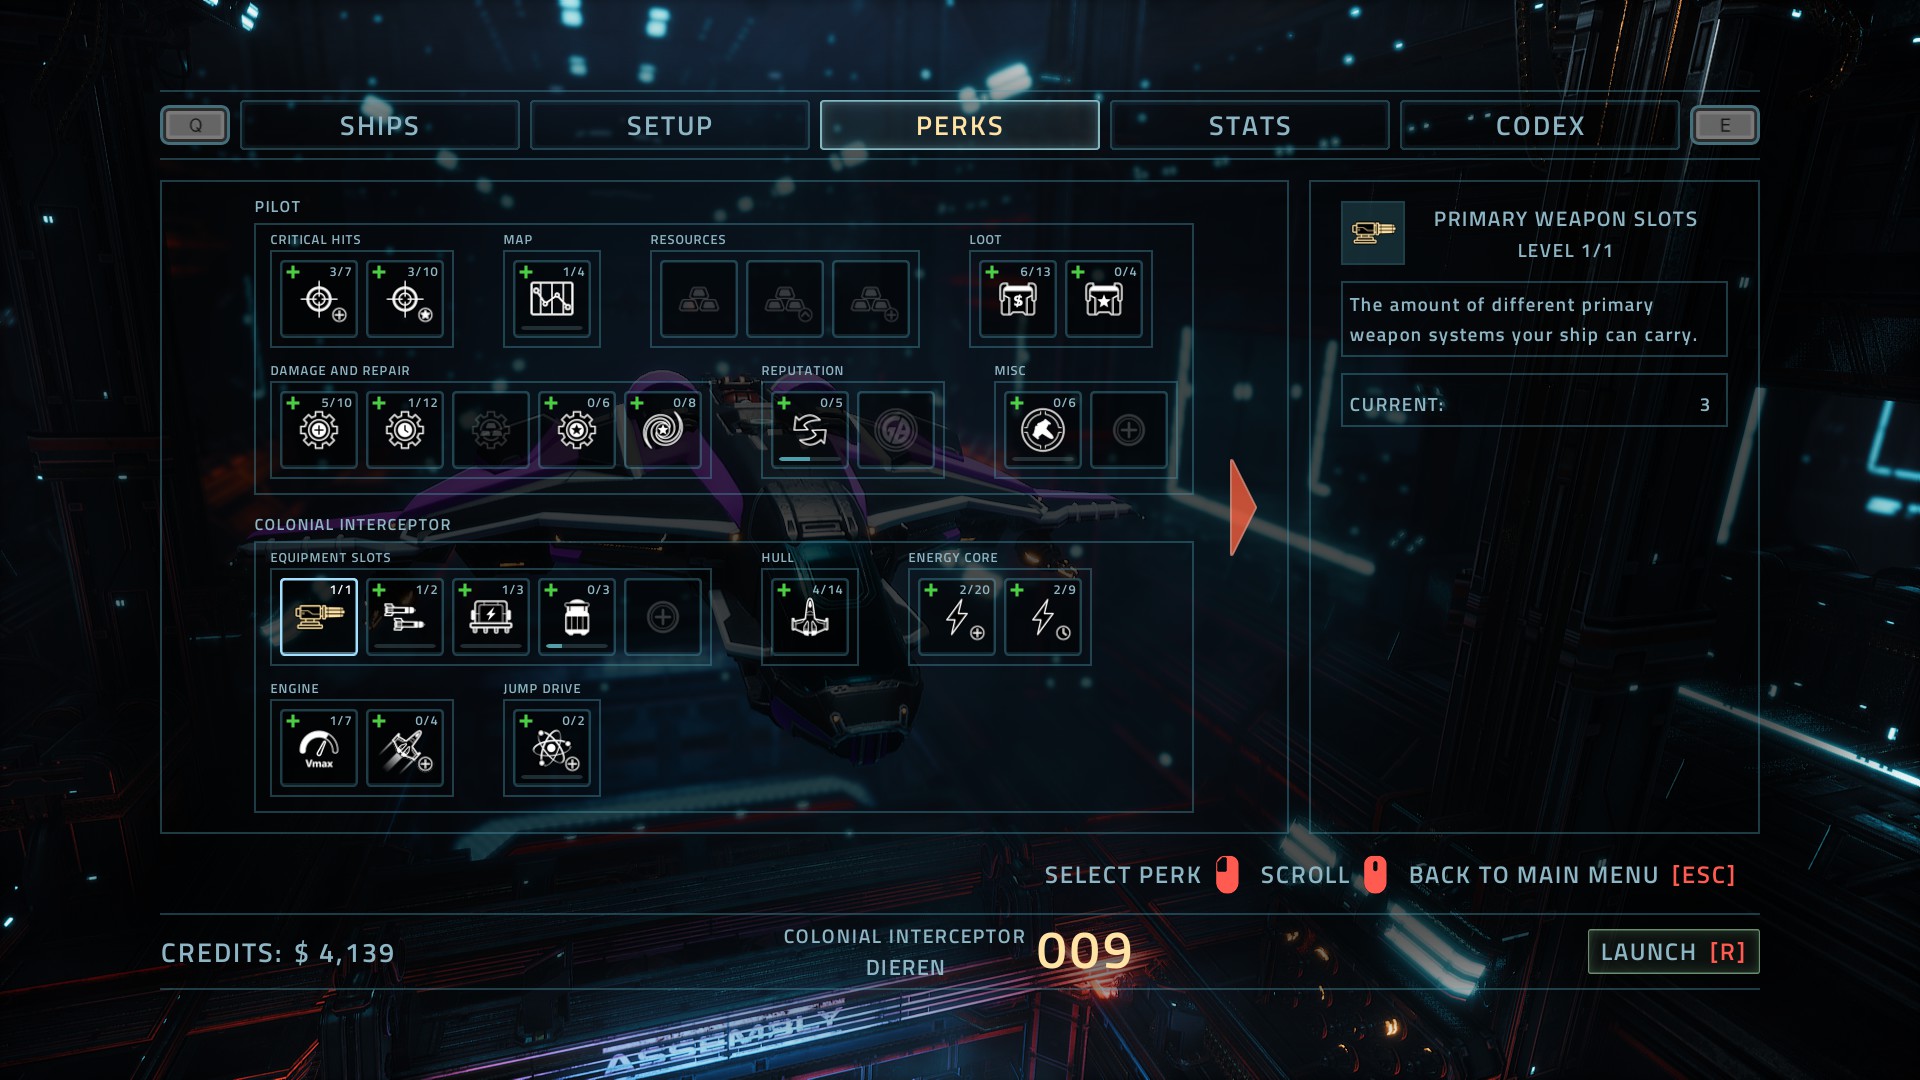 Q
SHIPS
SETUP
PERKS
STATS
CODEX
E
PILOT
CRITICAL HITS
MAP
RESOURCES
LOOT
3/7
3/10
1/4
6/13
$
0/4
DAMAGE AND REPAIR
REPUTATION
MISC
5/10
1/12
0/6
0/8
0/5
GB
0/6
COLONIAL INTERCEPTOR
EQUIPMENT SLOTS
HULL
ENERGY CORE
1/1
1/2
1/3
0/3
4/14
2/20
2/9
ENGINE
JUMP DRIVE
1/7
Vmax
0/4
0/2
PRIMARY WEAPON SLOTS
LEVEL 1/1
The amount of different primary
weapon systems your ship can carry.
CURRENT: 3
SELECT PERK
SCROLL
BACK TO MAIN MENU [ESC]
CREDITS: $ 4,139
COLONIAL INTERCEPTOR
DIEREN
009
LAUNCH [R]
ASSEMBLY